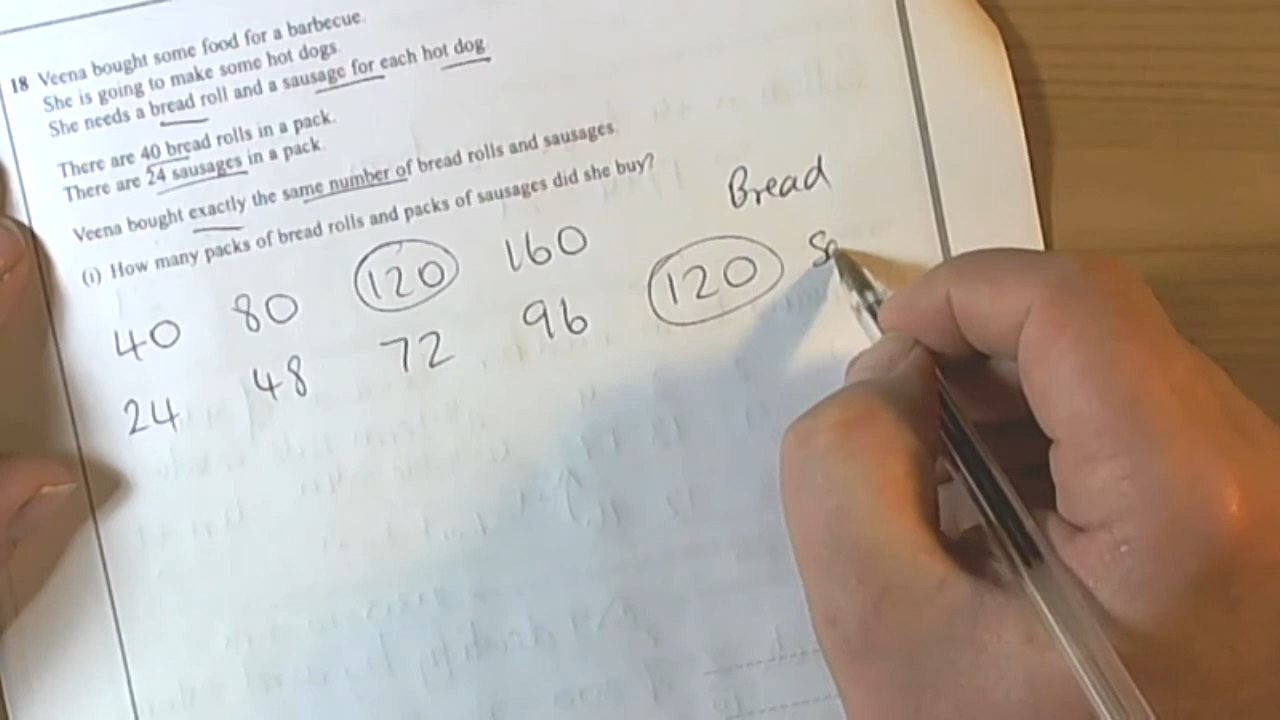 18 Veena bought some food for a barbecue.
She is going to make some hot dogs.
She needs a bread roll and a sausage for each hot dog
There are 40 bread rolls in a pack.
There are 24 sausages in a pack.
Veena bought exactly the same number of bread rolls and sausages.
(i) How many packs of bread rolls and packs of sausages did she buy?
40 80 120 160
24 48 72 96 120
Bread
Sa